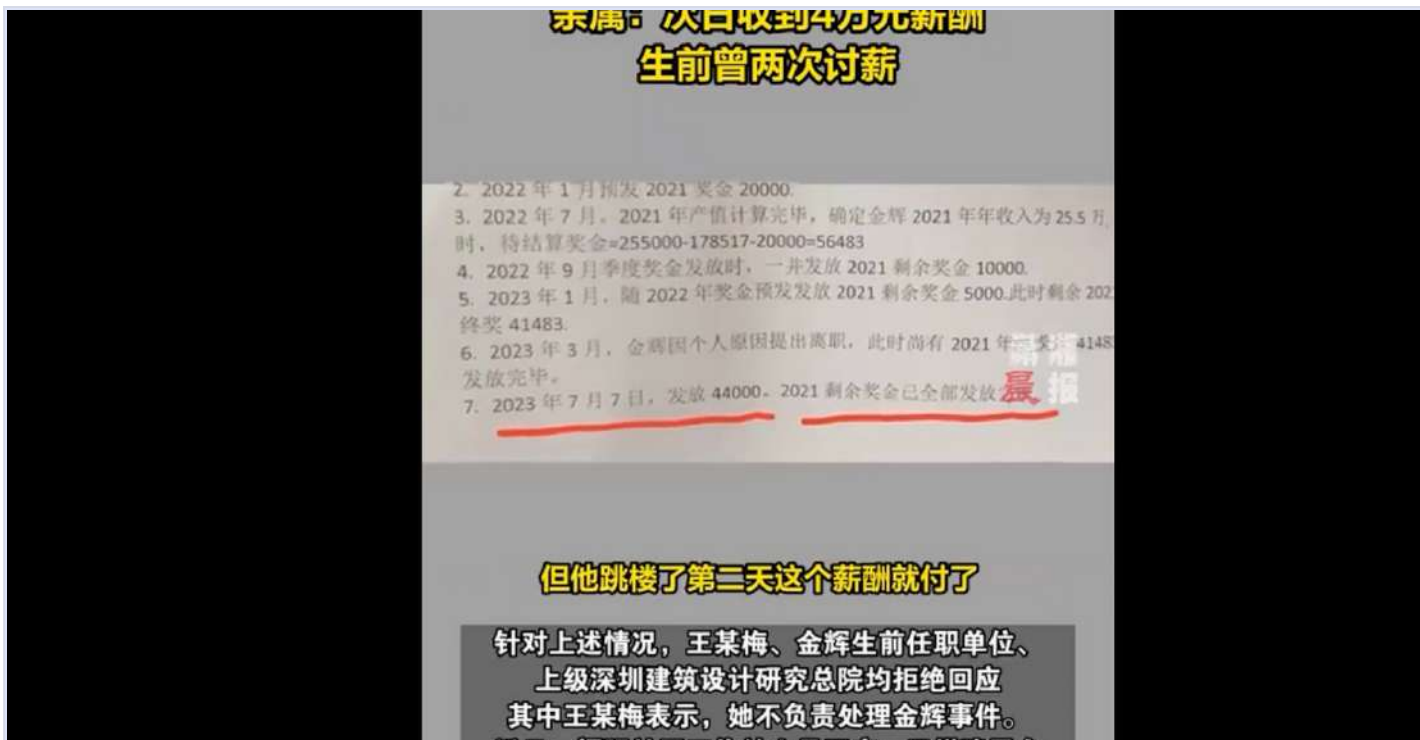 亲属：次日收到4万元薪酬
生前曾两次讨薪
2. 2022 年 1 月预发 2021 奖金 20000.
3. 2022 年 7 月。2021 年产值计算完毕，确定金辉 2021 年年收入为 25.5 万
时，待结算奖金=255000-178517-20000=56483
4. 2022 年 9 月季度奖金发放时，一并发放 2021 剩余奖金 10000.
5. 2023 年 1 月，随 2022 年奖金预发发放 2021 剩余奖金 5000.此时剩余 202
终奖 41483.
6. 2023 年 3 月，金辉因个人原因提出离职，此时尚有 2021 年 奖 4148
发放完毕。
7. 2023 年 7 月 7 日，发放 44000。2021 剩余奖金已全部发放
潇湘
晨报
但他跳楼了第二天这个薪酬就付了
针对上述情况，王某梅、金辉生前任职单位、
上级深圳建筑设计研究总院均拒绝回应
其中王某梅表示，她不负责处理金辉事件。